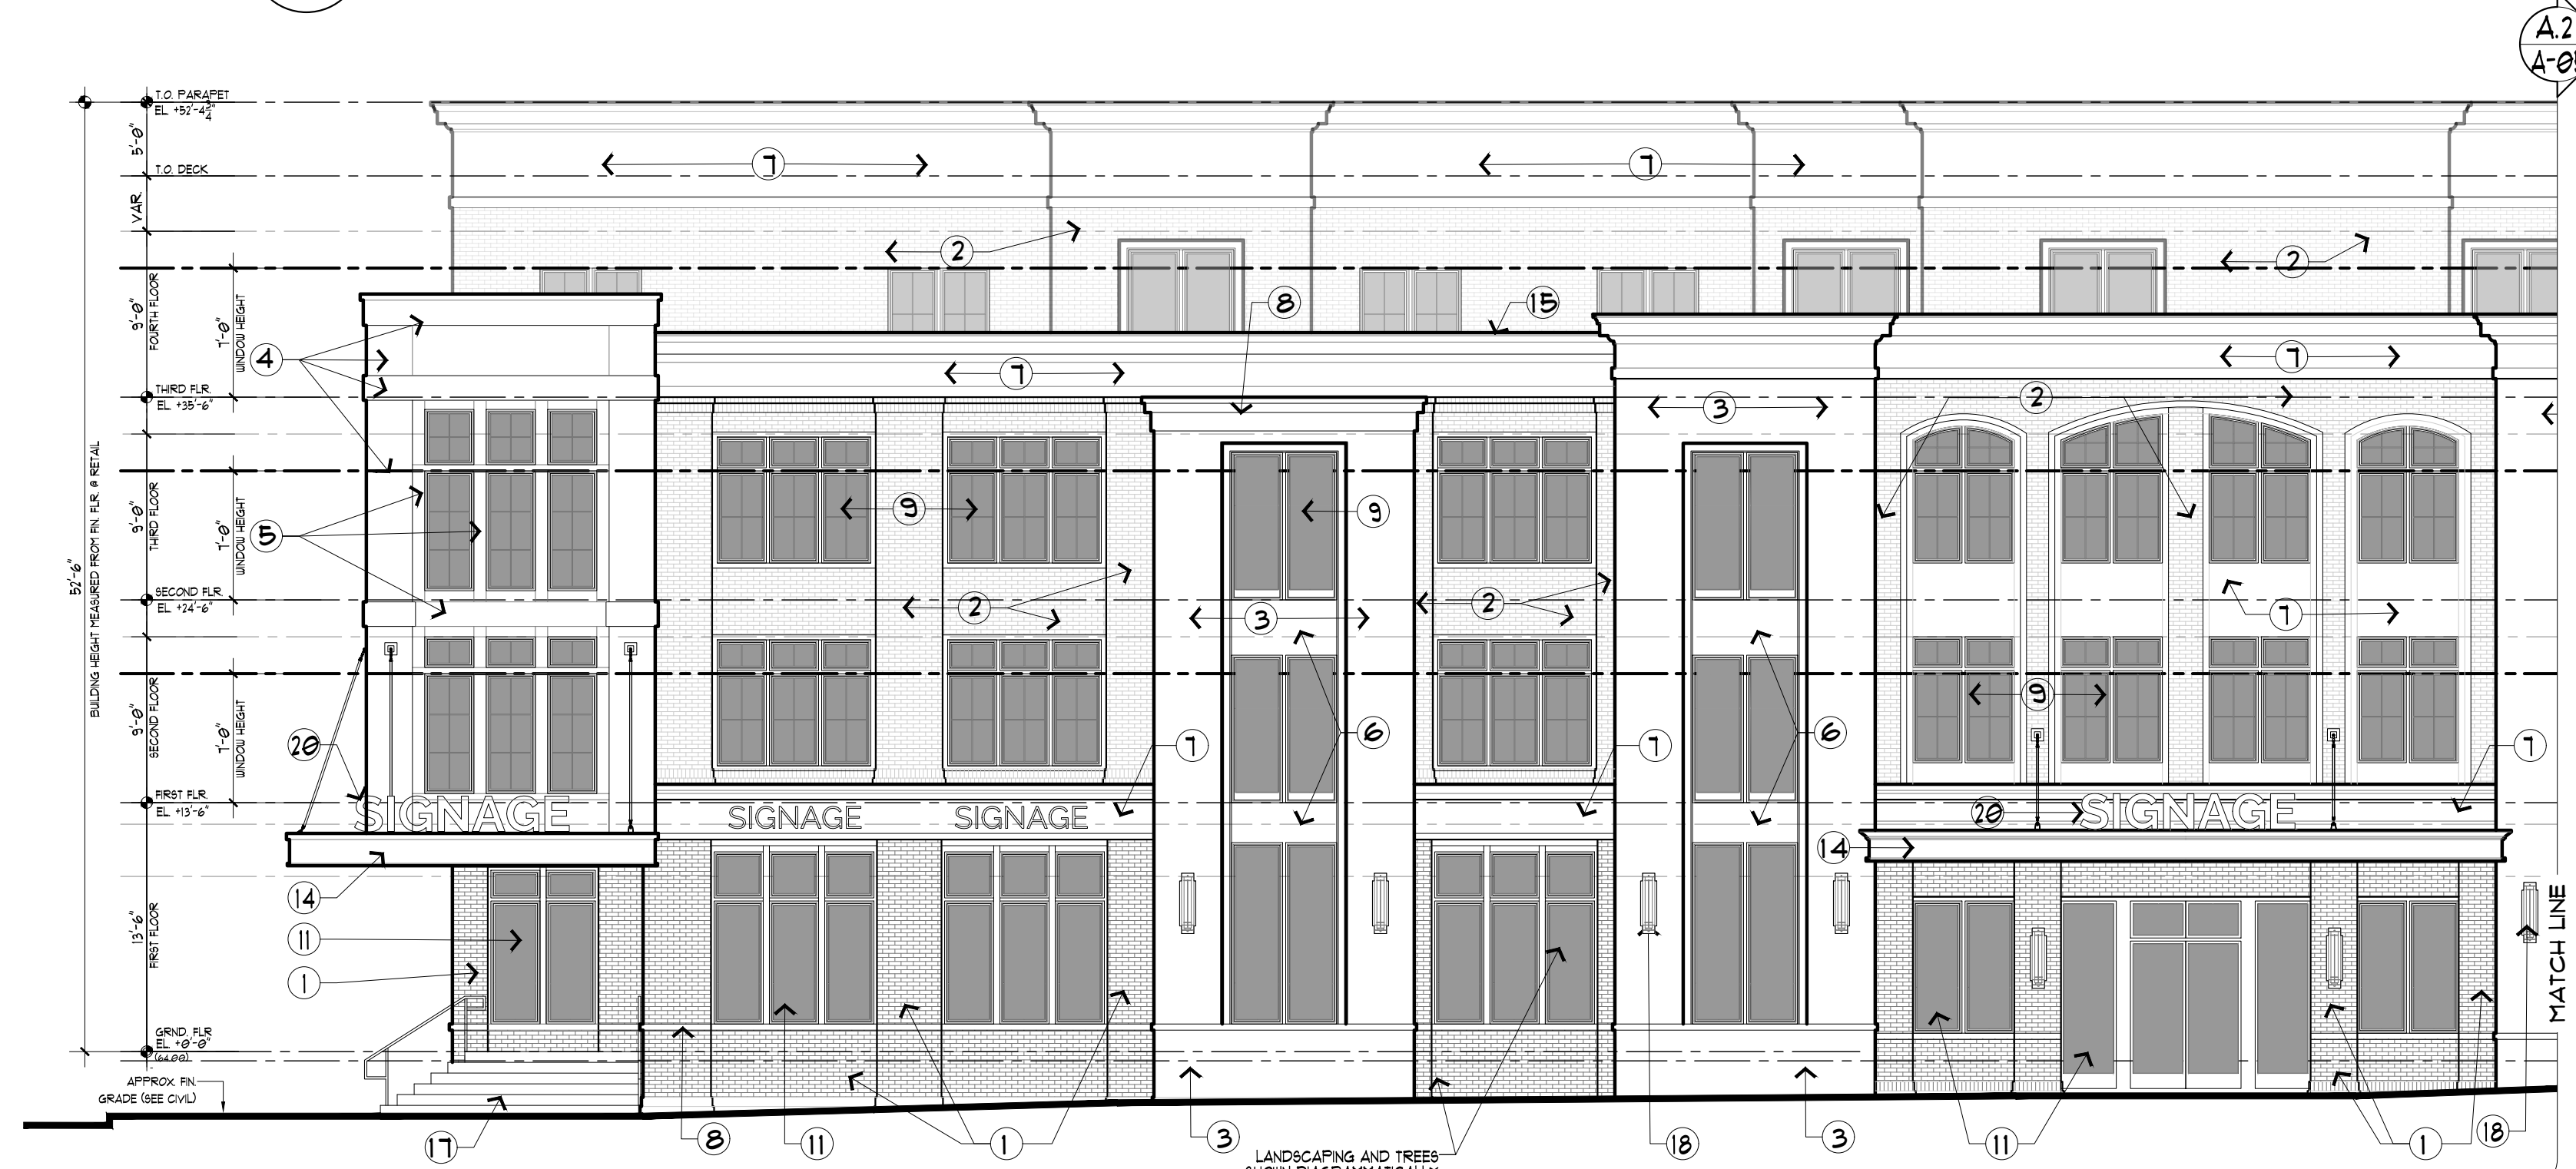 A.2
T.O. PARAPET
EL +52'-4 3/4"
5'-0"
T.O. DECK
VAR.
7
7
2
2
8
15
9'-0"
FOURTH FLOOR
7'-0"
WINDOW HEIGHT
4
7
7
THIRD FLR.
EL +35'-6"
3
2
52'-6"
BUILDING HEIGHT MEASURED FROM FIN. FLR @ RETAIL
9'-0"
THIRD FLOOR
7'-0"
WINDOW HEIGHT
5
9
9
SECOND FLR.
EL +24'-6"
2
3
2
7
9'-0"
SECOND FLOOR
7'-0"
WINDOW HEIGHT
9
20
7
6
7
6
7
FIRST FLR.
EL +13'-6"
SIGNAGE
SIGNAGE
SIGNAGE
20
SIGNAGE
14
14
13'-6"
FIRST FLOOR
11
1
MATCH LINE
GRND. FLR
EL +0'-0"
(64.00)
APPROX. FIN.
GRADE (SEE CIVIL)
17
8
11
1
3
18
3
11
1
18
LANDSCAPING AND TREES
SHOWN DIAGRAMMATICALLY